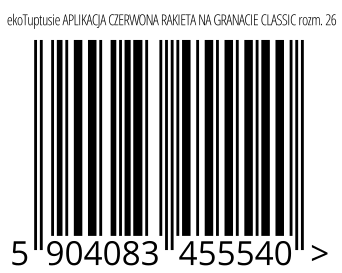 ekoTuptusie APLIKACJA CZERWONA RAKIETA NA GRANACIE CLASSIC rozm. 26
5 904083 455540 >